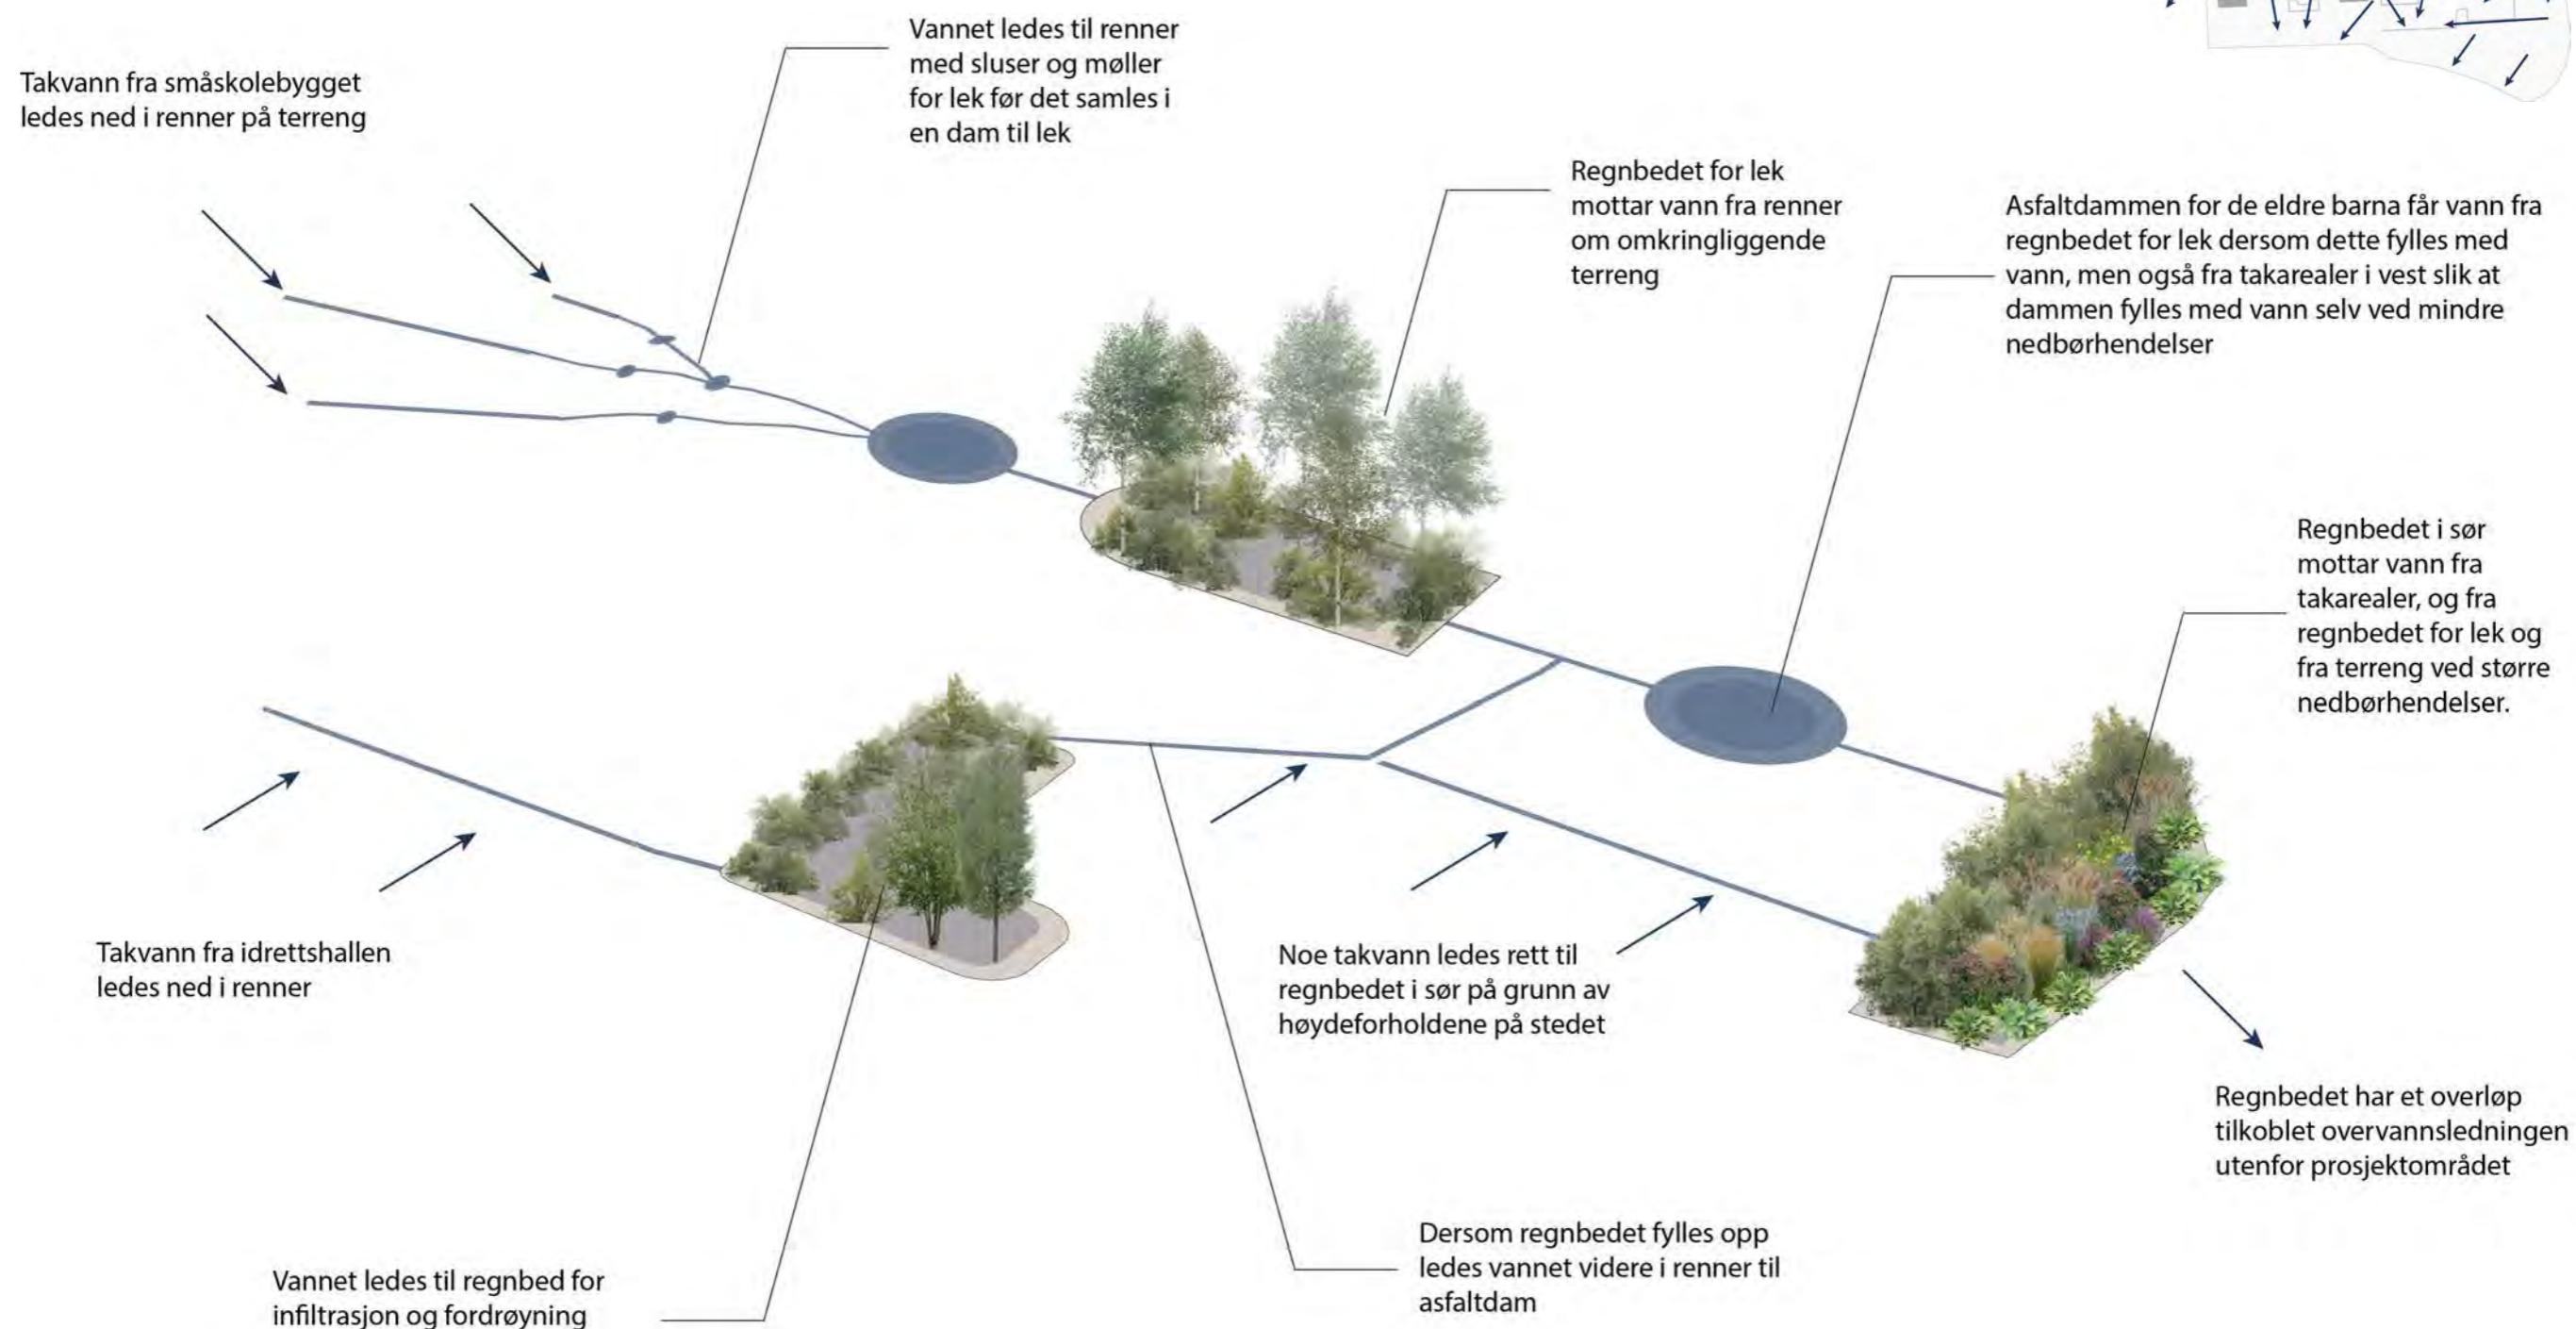 Takvann fra småskolebygget
ledes ned i renner på terreng
Vannet ledes til renner
med sluser og møller
for lek før det samles i
en dam til lek
Regnbedet for lek
mottar vann fra renner
om omkringliggende
terreng
Asfaltdammen for de eldre barna får vann fra
regnbedet for lek dersom dette fylles med
vann, men også fra takarealer i vest slik at
dammen fylles med vann selv ved mindre
nedbørhendelser
Regnbedet i sør
mottar vann fra
takarealer, og fra
regnbedet for lek og
fra terreng ved større
nedbørhendelser.
Takvann fra idrettshallen
ledes ned i renner
Noe takvann ledes rett til
regnbedet i sør på grunn av
høydeforholdene på stedet
Regnbedet har et overløp
tilkoblet overvannsledningen
utenfor prosjektområdet
Dersom regnbedet fylles opp
ledes vannet videre i renner til
asfaltdam
Vannet ledes til regnbed for
infiltrasjon og fordrøyning